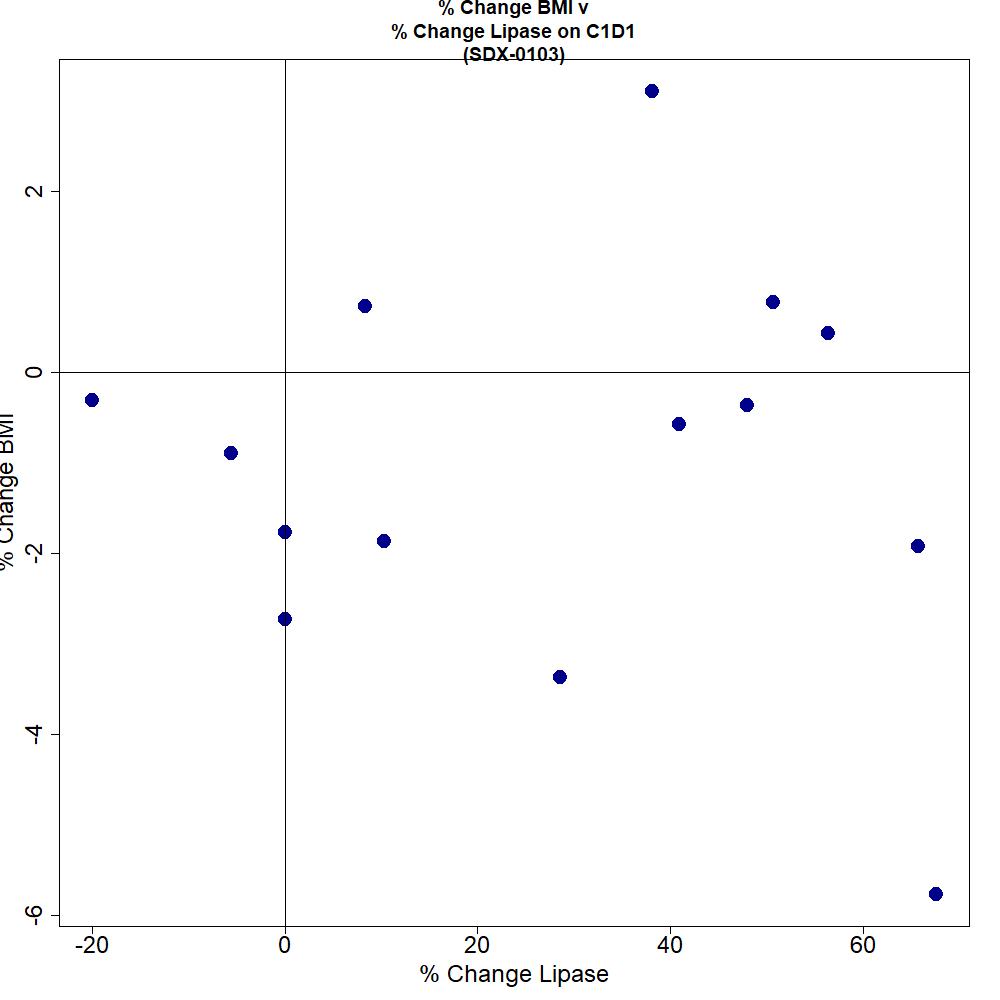 % Change BMI v
% Change Lipase on C1D1
(SDX-0103)
2
0
-2
-4
-6
% Change BMI
-20
0
20
40
60
% Change Lipase